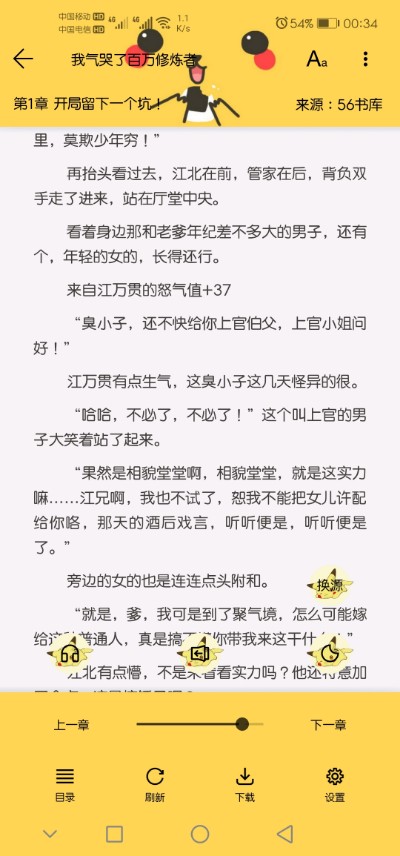 中国移动 HD 4G 4G 1.1 54% 00:34
中国电信 HD K/s
我气哭了百万修炼者 Aa
第1章 开局留下一个坑！ 来源：56书库
里，莫欺少年穷！”
再抬头看过去，江北在前，管家在后，背负双
手走了进来，站在厅堂中央。
看着身边那和老爹年纪差不多大的男子，还有
个，年轻的女的，长得还行。
来自江万贯的怒气值+37
“臭小子，还不快给你上官伯父，上官小姐问
好！”
江万贯有点生气，这臭小子这几天怪异的很。
“哈哈，不必了，不必了！”这个叫上官的男
子大笑着站了起来。
“果然是相貌堂堂啊，相貌堂堂，就是这实力
嘛……江兄啊，我也不试了，恕我不能把女儿许配
给你咯，那天的酒后戏言，听听便是，听听便是
了。”
旁边的女的也是连连点头附和。
换源
“就是，爹，我可是到了聚气境，怎么可能嫁
给这普通人，真是搞你带我来这干什”
江北有点懵，不是来看看实力吗？他还特意加
上一章 下一章
目录 刷新 下载 设置